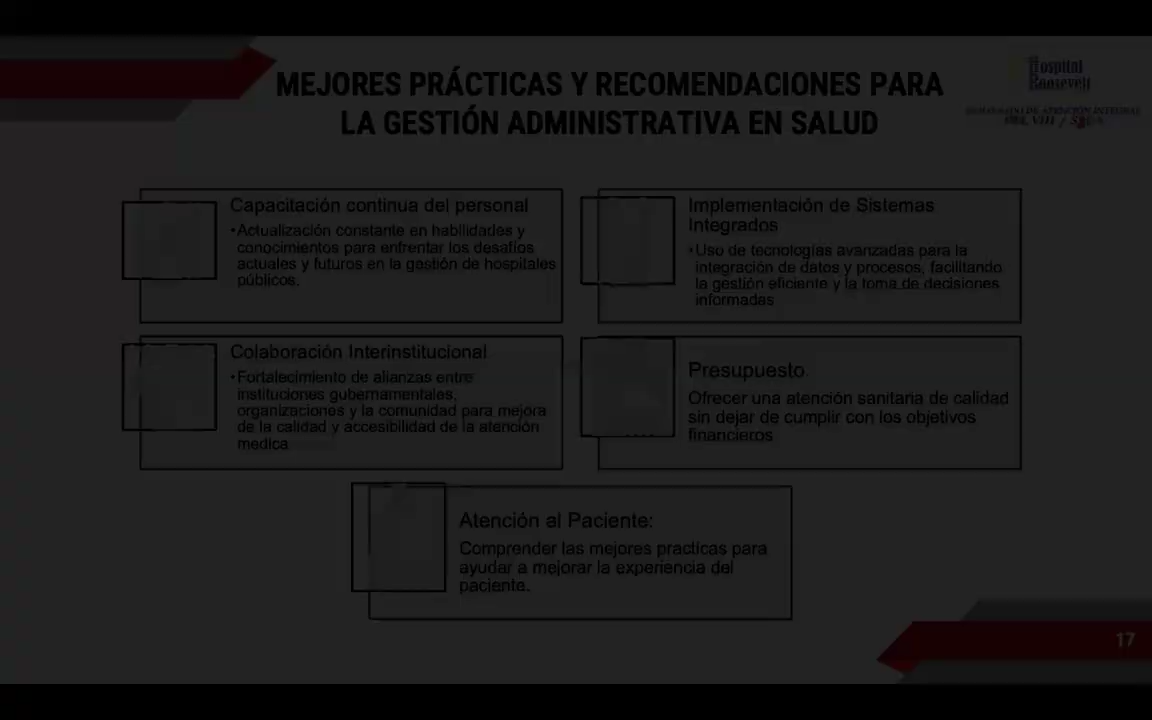 MEJORES PRÁCTICAS Y RECOMENDACIONES PARA
LA GESTIÓN ADMINISTRATIVA EN SALUD
Hospital
Roosevelt
Capacitación continua del personal
•Actualización constante en habilidades y
conocimientos para enfrentar los desafíos
actuales y futuros en la gestión de hospitales
públicos.
Implementación de Sistemas
Integrados
•Uso de tecnologías avanzadas para la
integración de datos y procesos, facilitando
la gestión eficiente y la toma de decisiones
informadas
Colaboración Interinstitucional
•Fortalecimiento de alianzas entre
instituciones gubernamentales,
organizaciones y la comunidad para mejora
de la calidad y accesibilidad de la atención
medica
Presupuesto
Ofrecer una atención sanitaria de calidad
sin dejar de cumplir con los objetivos
financieros
Atención al Paciente:
Comprender las mejores practicas para
ayudar a mejorar la experiencia del
paciente.
17